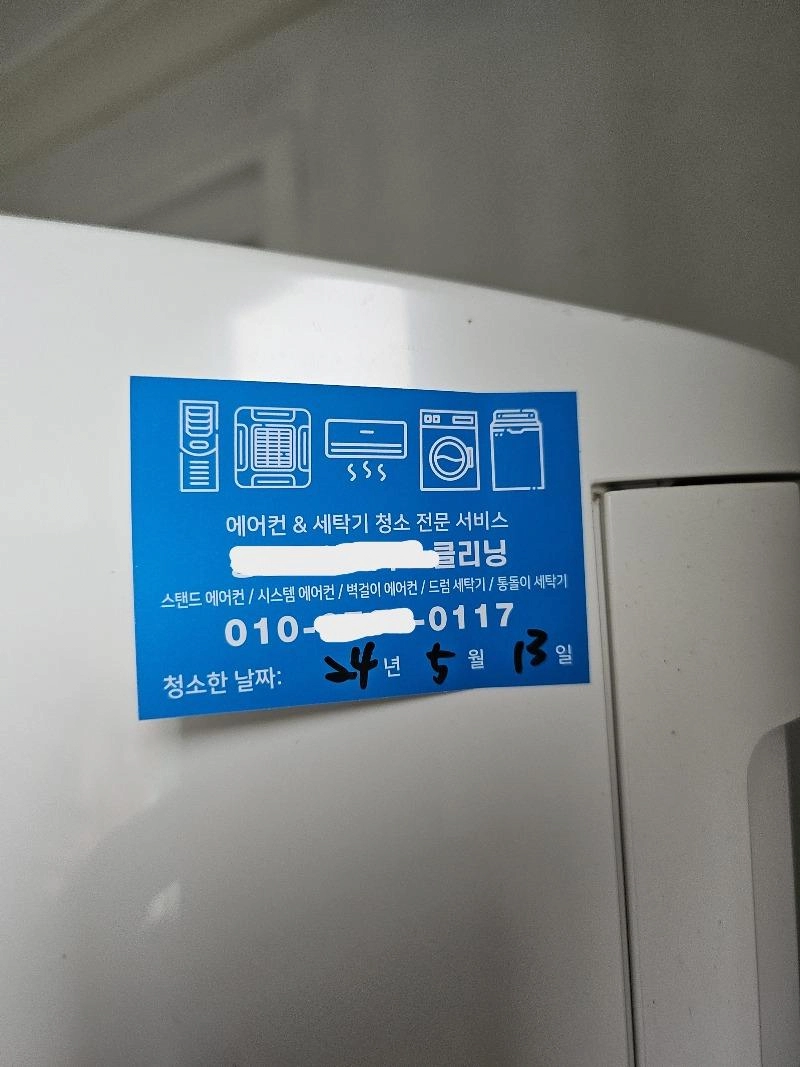 에어컨 & 세탁기 청소 전문 서비스
클리닝
스탠드 에어컨 / 시스템 에어컨 / 벽걸이 에어컨 / 드럼 세탁기 / 통돌이 세탁기
010- -0117
청소한 날짜: 24년 5월 13일